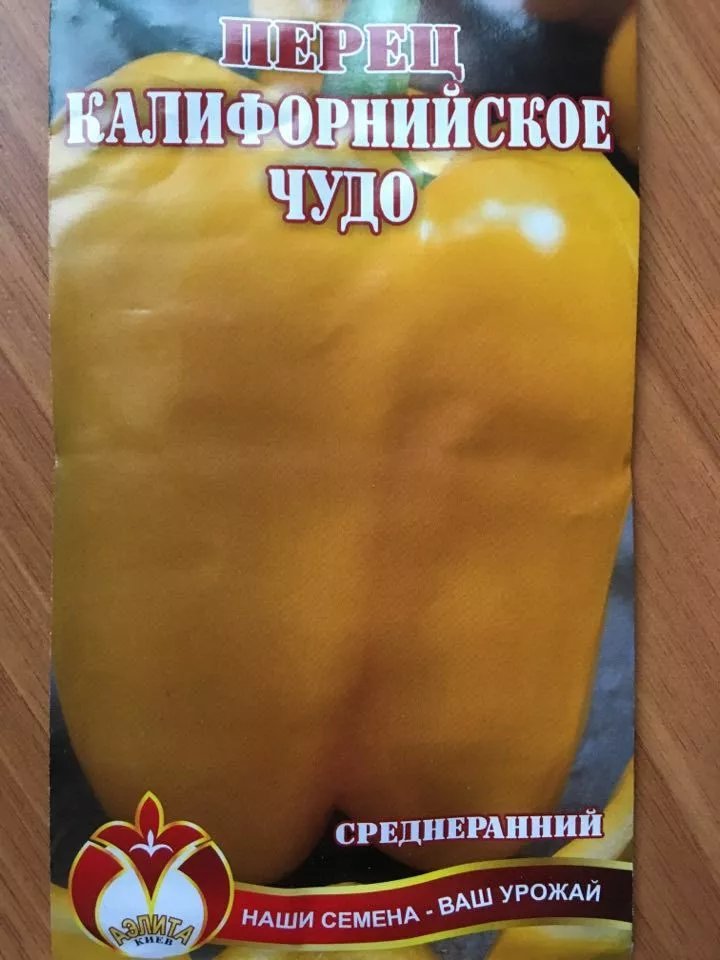 ПЕРЕЦ
КАЛИФОРНИЙСКОЕ
ЧУДО
СРЕДНЕРАННИЙ
НАШИ СЕМЕНА - ВАШ УРОЖАЙ
АЭЛИТА
КИЕВ